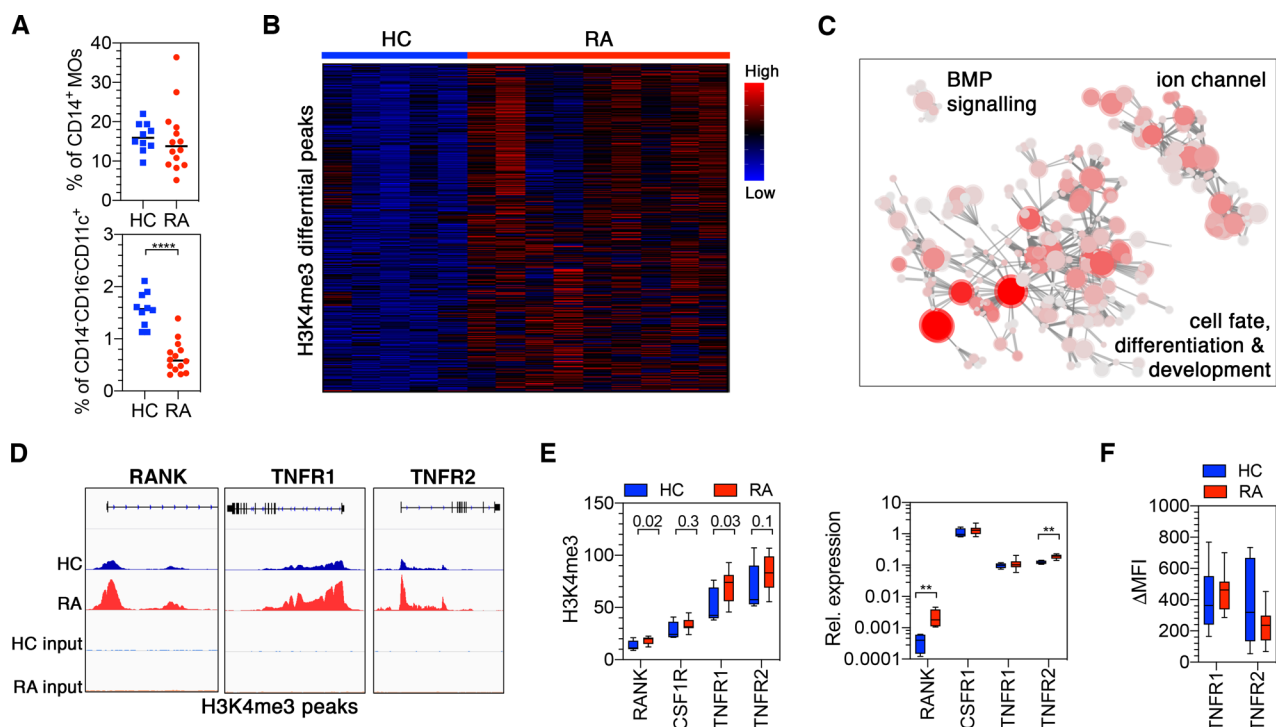 A
% of CD14+ MOs
40
30
20
10
0
HC RA
% of CD14-CD16-CD11c+
3
2
1
0
****
HC RA
B
HC RA
H3K4me3 differntial peaks
High
Low
C
BMP
signalling
ion channel
cell fate,
differentiation &
development
D
RANK TNFR1 TNFR2
HC
RA
HC input
RA input
H3K4me3 peaks
E
HC RA
H3K4me3
150
100
50
0
0.02 0.3 0.03 0.1
RANK
CSF1R
TNFR1
TNFR2
Rel. expression
10
1
0.1
0.01
0.001
0.0001
**
**
RANK
CSFR1
TNFR1
TNFR2
F
HC
RA
ΔMFI
1000
800
600
400
200
0
TNFR1
TNFR2